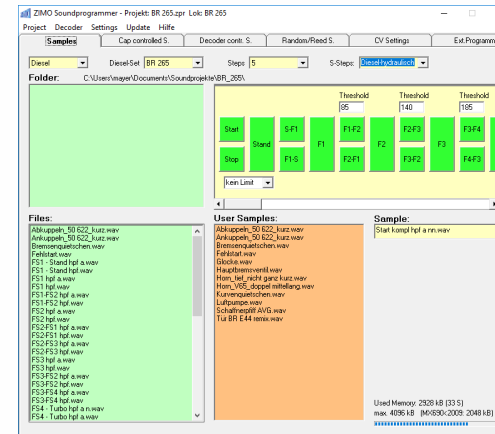 ZIMO Soundprogrammer - Projekt: BR 265.zpr Lok: BR 265
Project Decoder Settings Update Hilfe
Samples Cap controlled S. Decoder contr. S. Random/Reed S. CV Settings Ext.Programm
Diesel Diesel-Set BR 265 Steps 5 S-Steps: Diesel-hydraulisch
Folder: C:\Users\mayer\Documents\Soundprojekte\BR_265\
Threshold Threshold Threshold
85 140 185
Start S-F1 F1-F2 F2-F3 F3-F4
Stand F1 F2 F3
Stop F1-S F2-F1 F3-F2 F4-F3
kein Limit
Files:
Abkuppeln_50 622_kurz.wav
Ankuppeln_50 622_kurz.wav
Bremsenquietschen.wav
Fehlstart.wav
FS1 - Stand hpf a.wav
FS1 - Stand hpf.wav
FS1 hpf a.wav
FS1 hpf.wav
FS1-FS2 hpf a.wav
FS1-FS2 hpf.wav
FS2 hpf a.wav
FS2 hpf.wav
FS2-FS1 hpf a.wav
FS2-FS1 hpf.wav
FS2-FS3 hpf a.wav
FS2-FS3 hpf.wav
FS3 hpf a.wav
FS3 hpf.wav
FS3-FS2 hpf a.wav
FS3-FS2 hpf.wav
FS3-FS4 hpf a.wav
FS3-FS4 hpf.wav
FS4 - Turbo hpf a n.wav
FS4 - Turbo hpf a.wav
User Samples:
Abkuppeln_50 622_kurz.wav
Ankuppeln_50 622_kurz.wav
Bremsenquietschen.wav
Fehlstart.wav
Glocke.wav
Hauptbremsventil.wav
Horn_tief_nicht ganz kurz.wav
Horn_V65_doppel mittellang.wav
Kurvenquietschen.wav
Luftpumpe.wav
Schaffnerpfiff AVG.wav
Tür BR E44 remix.wav
Sample:
Start kompl hpf a nn.wav
Used Memory: 2928 kB (33 S)
max. 4096 kB (MX690<2009: 2048 kB)